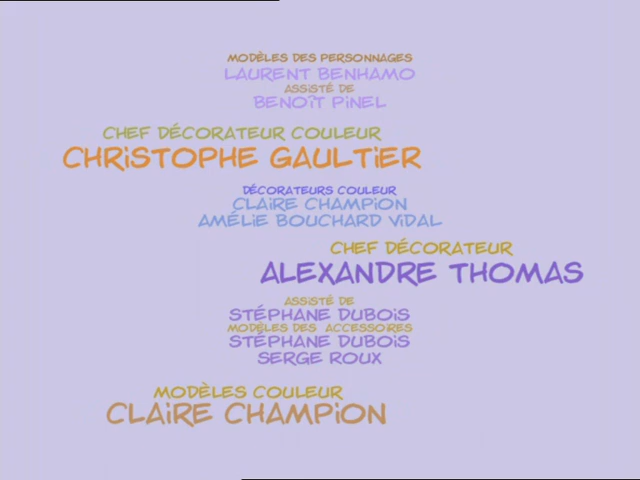 MODÈLES DES PERSONNAGES
LAURENT BENHAMO
ASSISTÉ DE
BENOÎT PINEL
CHEF DÉCORATEUR COULEUR
CHRISTOPHE GAULTIER
DÉCORATEURS COULEUR
CLAIRE CHAMPION
AMÉLIE BOUCHARD VIDAL
CHEF DÉCORATEUR
ALEXANDRE THOMAS
ASSISTÉ DE
STÉPHANE DUBOIS
MODÈLES DES ACCESSOIRES
STÉPHANE DUBOIS
SERGE ROUX
MODÈLES COULEUR
CLAIRE CHAMPION